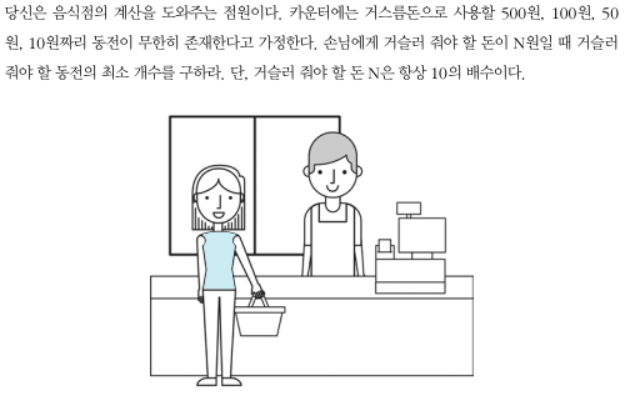 당신은 음식점의 계산을 도와주는 점원이다. 카운터에는 거스름돈으로 사용할 500원, 100원, 50
원, 10원짜리 동전이 무한히 존재한다고 가정한다. 손님에게 거슬러 줘야 할 돈이 N원일 때 거슬러
줘야 할 동전의 최소 개수를 구하라. 단, 거슬러 줘야 할 돈 N은 항상 10의 배수이다.